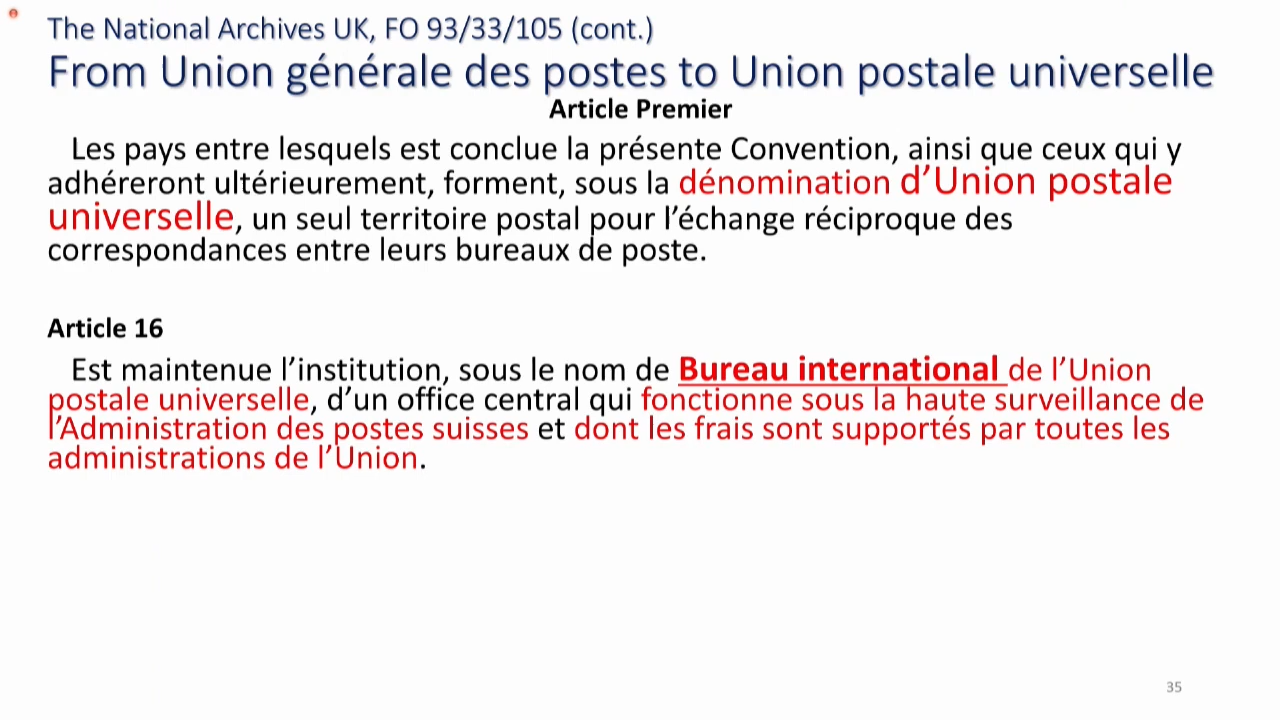 The National Archives UK, FO 93/33/105 (cont.)
From Union générale des postes to Union postale universelle
Article Premier
Les pays entre lesquels est conclue la présente Convention, ainsi que ceux qui y
adhéreront ultérieurement, forment, sous la dénomination d’Union postale
universelle, un seul territoire postal pour l’échange réciproque des
correspondances entre leurs bureaux de poste.
Article 16
Est maintenue l’institution, sous le nom de Bureau international de l’Union
postale universelle, d’un office central qui fonctionne sous la haute surveillance de
l’Administration des postes suisses et dont les frais sont supportés par toutes les
administrations de l’Union.
35